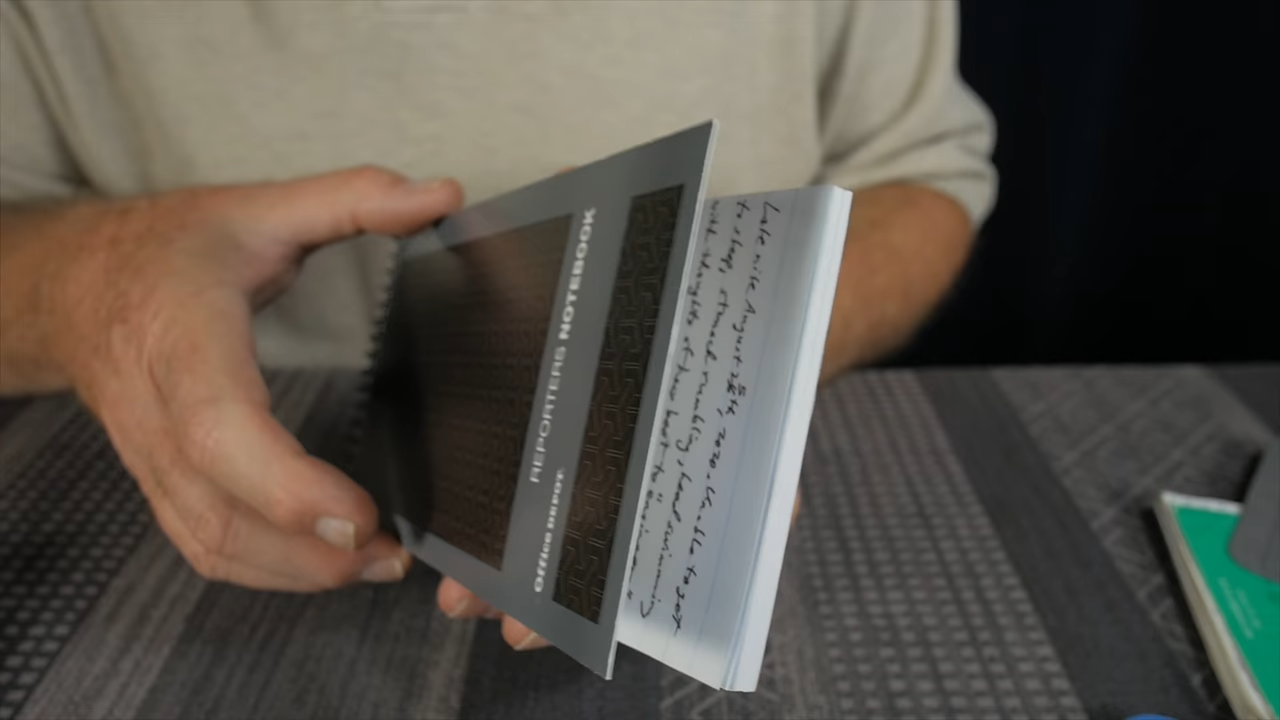 REPORTERS NOTEBOOK
Office DEPOT
Late nite August 25th, 2020. Unable to get
to sleep, stomach rumbling, head swimming
with thoughts of how best to "